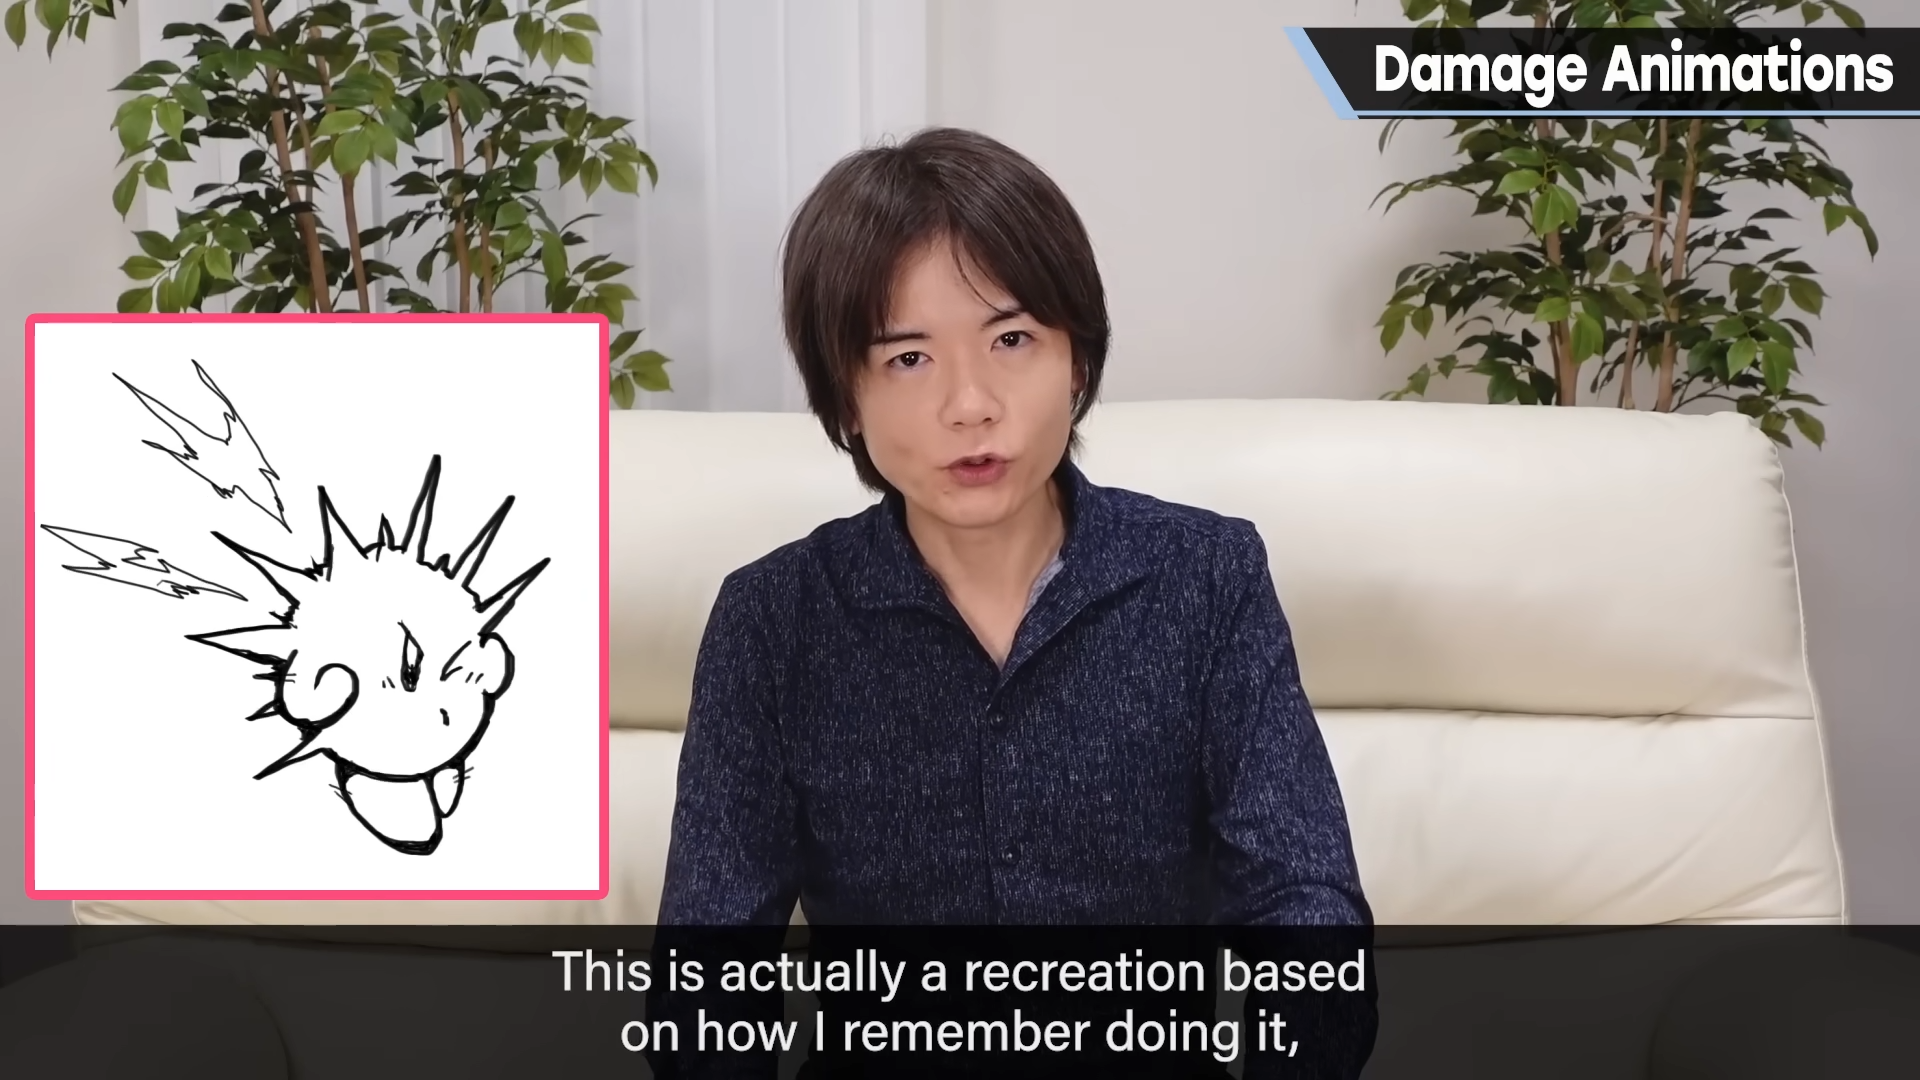 Damage Animations
This is actually a recreation based
on how I remember doing it,